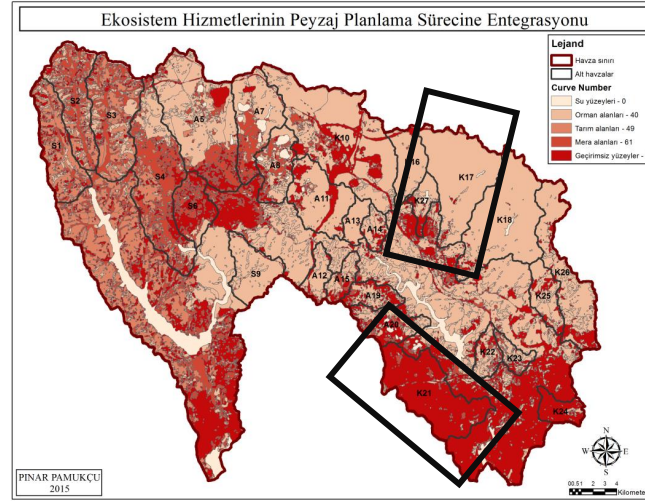 Ekosistem Hizmetlerinin Peyzaj Planlama Sürecine Entegrasyonu
Lejand
Havza sınırı
Alt havzalar
Curve Number
Su yüzeyleri - 0
Orman alanları - 40
Tarım alanları - 49
Mera alanları - 61
Geçirimsiz yüzeyler -
S2
S3
S1
A5
A7
K10
S4
A8
K16
K17
A11
S6
K27
K18
A13
A14
S9
A12
A15
K26
K25
A19
A20
K22
K23
K21
K24
N
W
E
S
0 0.5 1 2 3 4
Kilomete
PINAR PAMUKÇU
2015